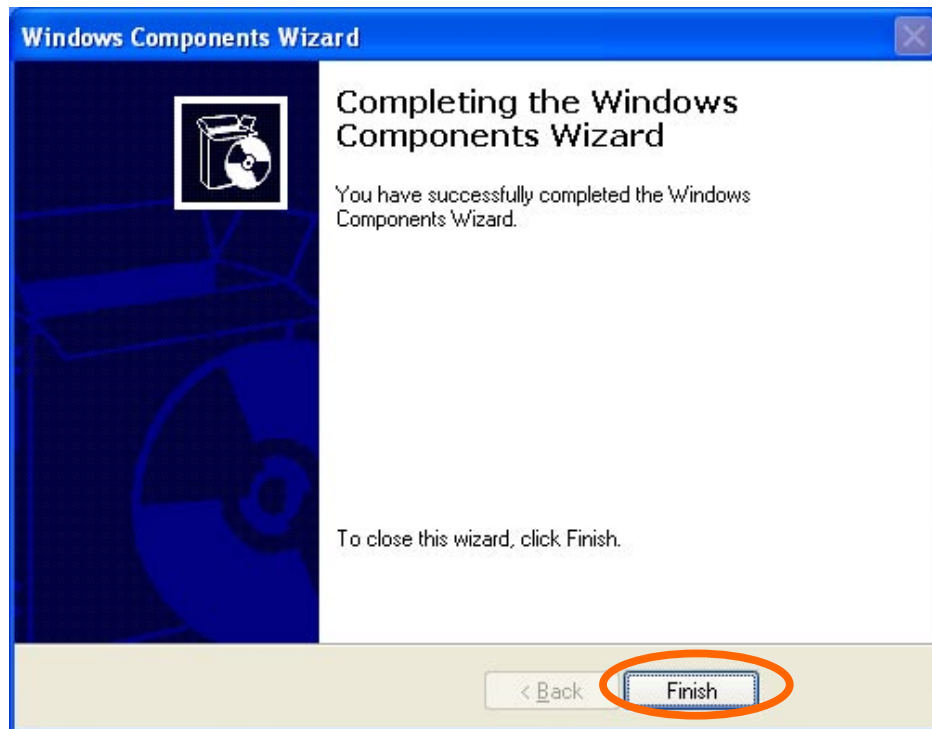 Windows Components Wizard
Completing the Windows
Components Wizard
You have successfully completed the Windows
Components Wizard.
To close this wizard, click Finish.
< Back
Finish